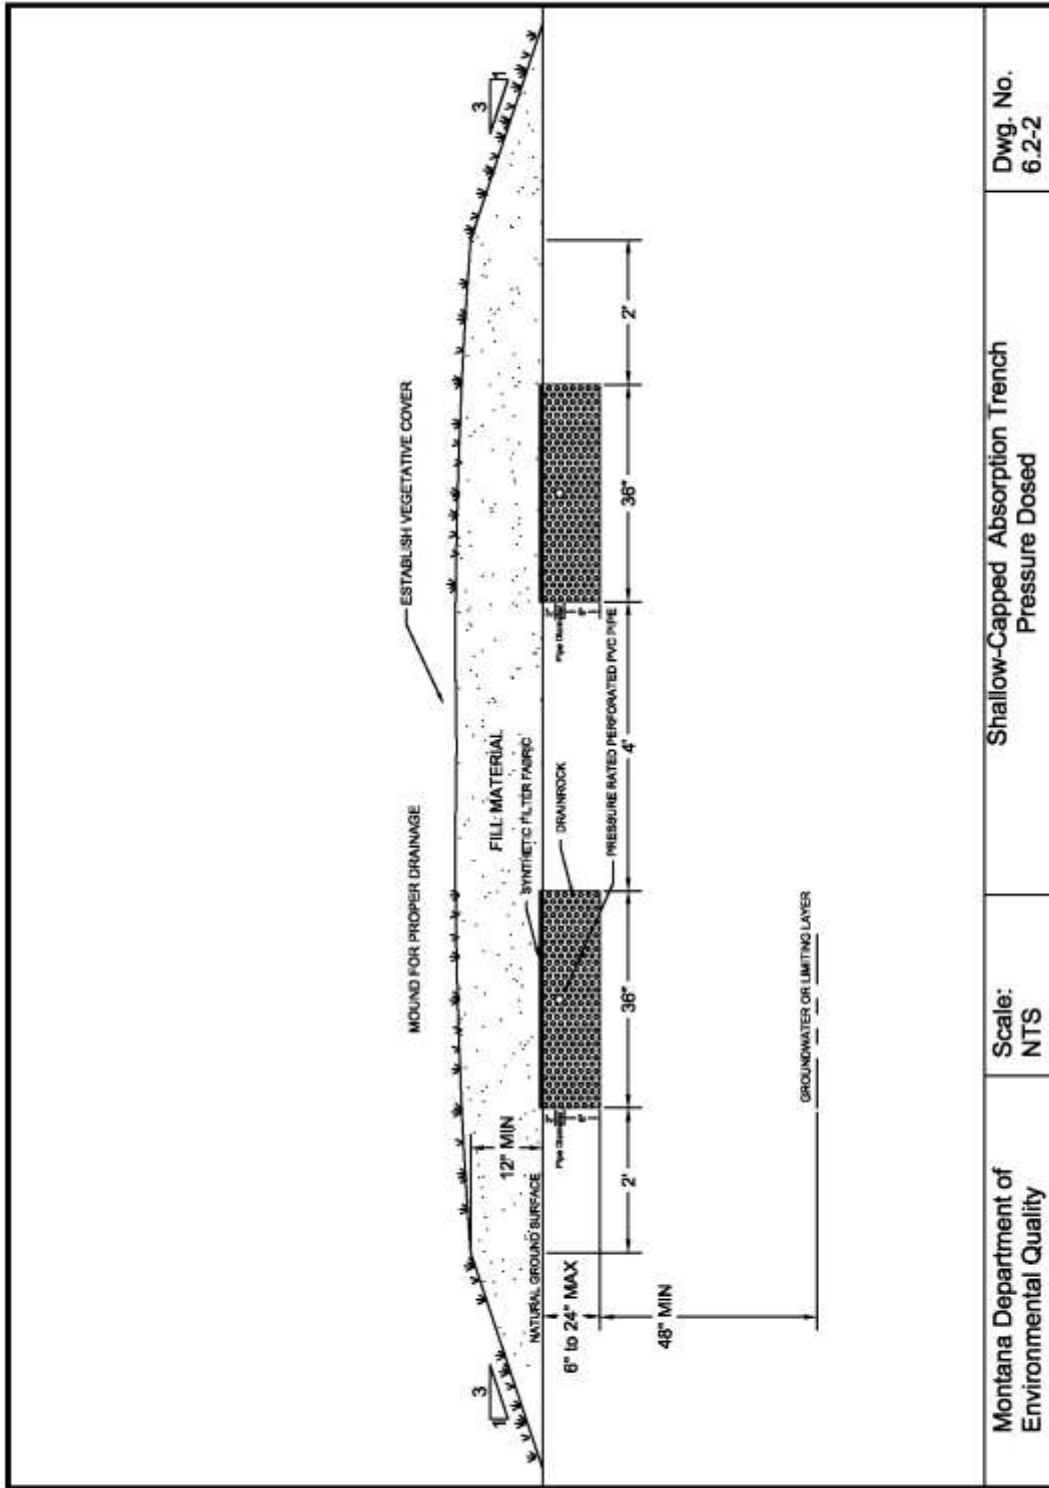 ESTABLISH VEGETATIVE COVER
MOUND FOR PROPER DRAINAGE
3
1
3
1
12" MIN
FILL MATERIAL
SYNTHETIC FILTER FABRIC
NATURAL GROUND SURFACE
DRAINROCK
PRESSURE RATED PERFORATED PVC PIPE
6" to 24" MAX
2'
36"
4'
36"
2'
48" MIN
GROUNDWATER OR LIMITING LAYER
Montana Department of
Environmental Quality
Scale:
NTS
Shallow-Capped Absorption Trench
Pressure Dosed
Dwg. No.
6.2-2